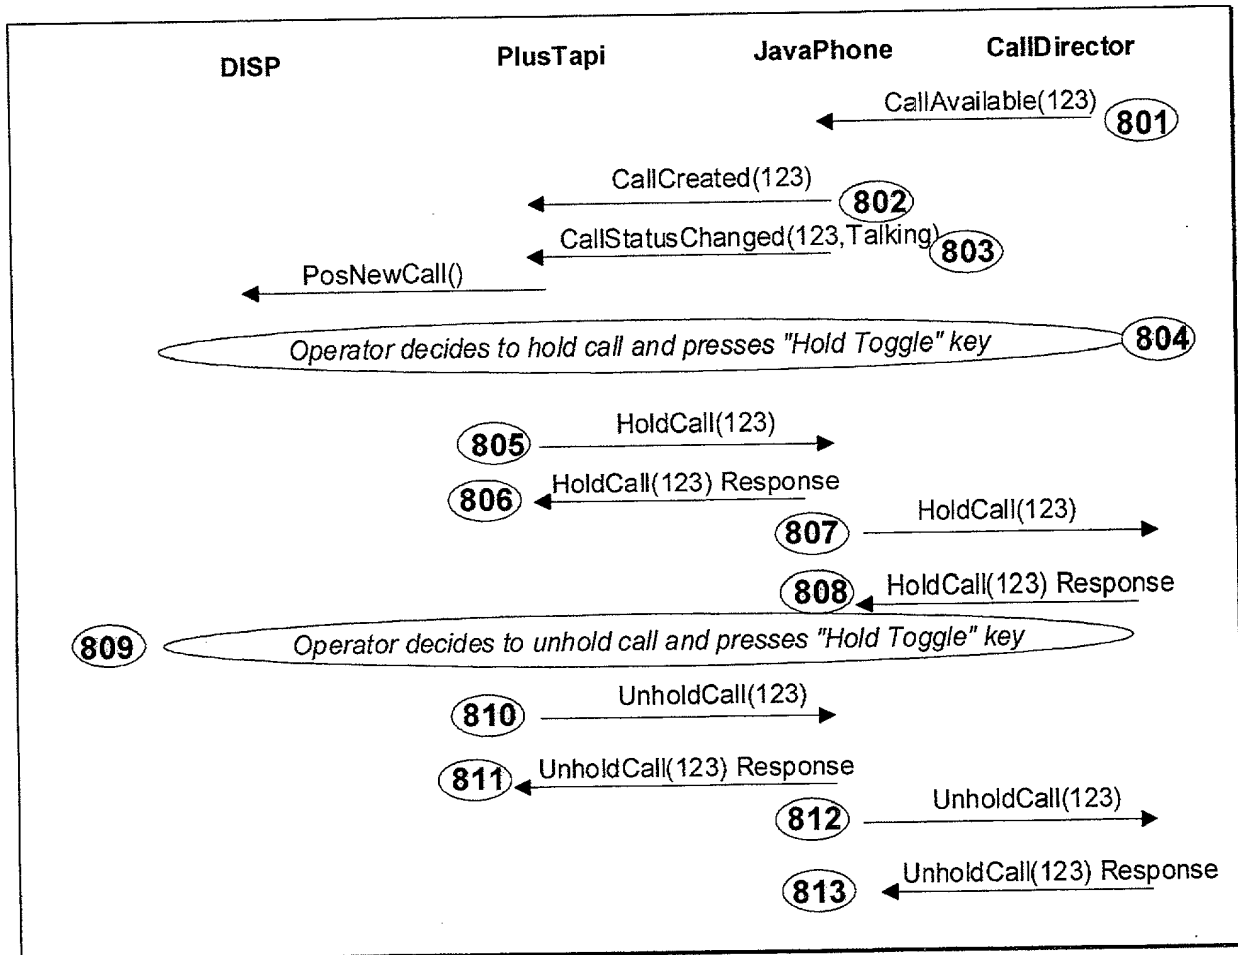 DISP PlusTapi JavaPhone CallDirector
CallAvailable(123) 801
CallCreated(123) 802
CallStatusChanged(123,Talking) 803
PosNewCall()
Operator decides to hold call and presses "Hold Toggle" key 804
805 HoldCall(123)
806 HoldCall(123) Response
807 HoldCall(123)
808 HoldCall(123) Response
809 Operator decides to unhold call and presses "Hold Toggle" key
810 UnholdCall(123)
811 UnholdCall(123) Response
812 UnholdCall(123)
813 UnholdCall(123) Response